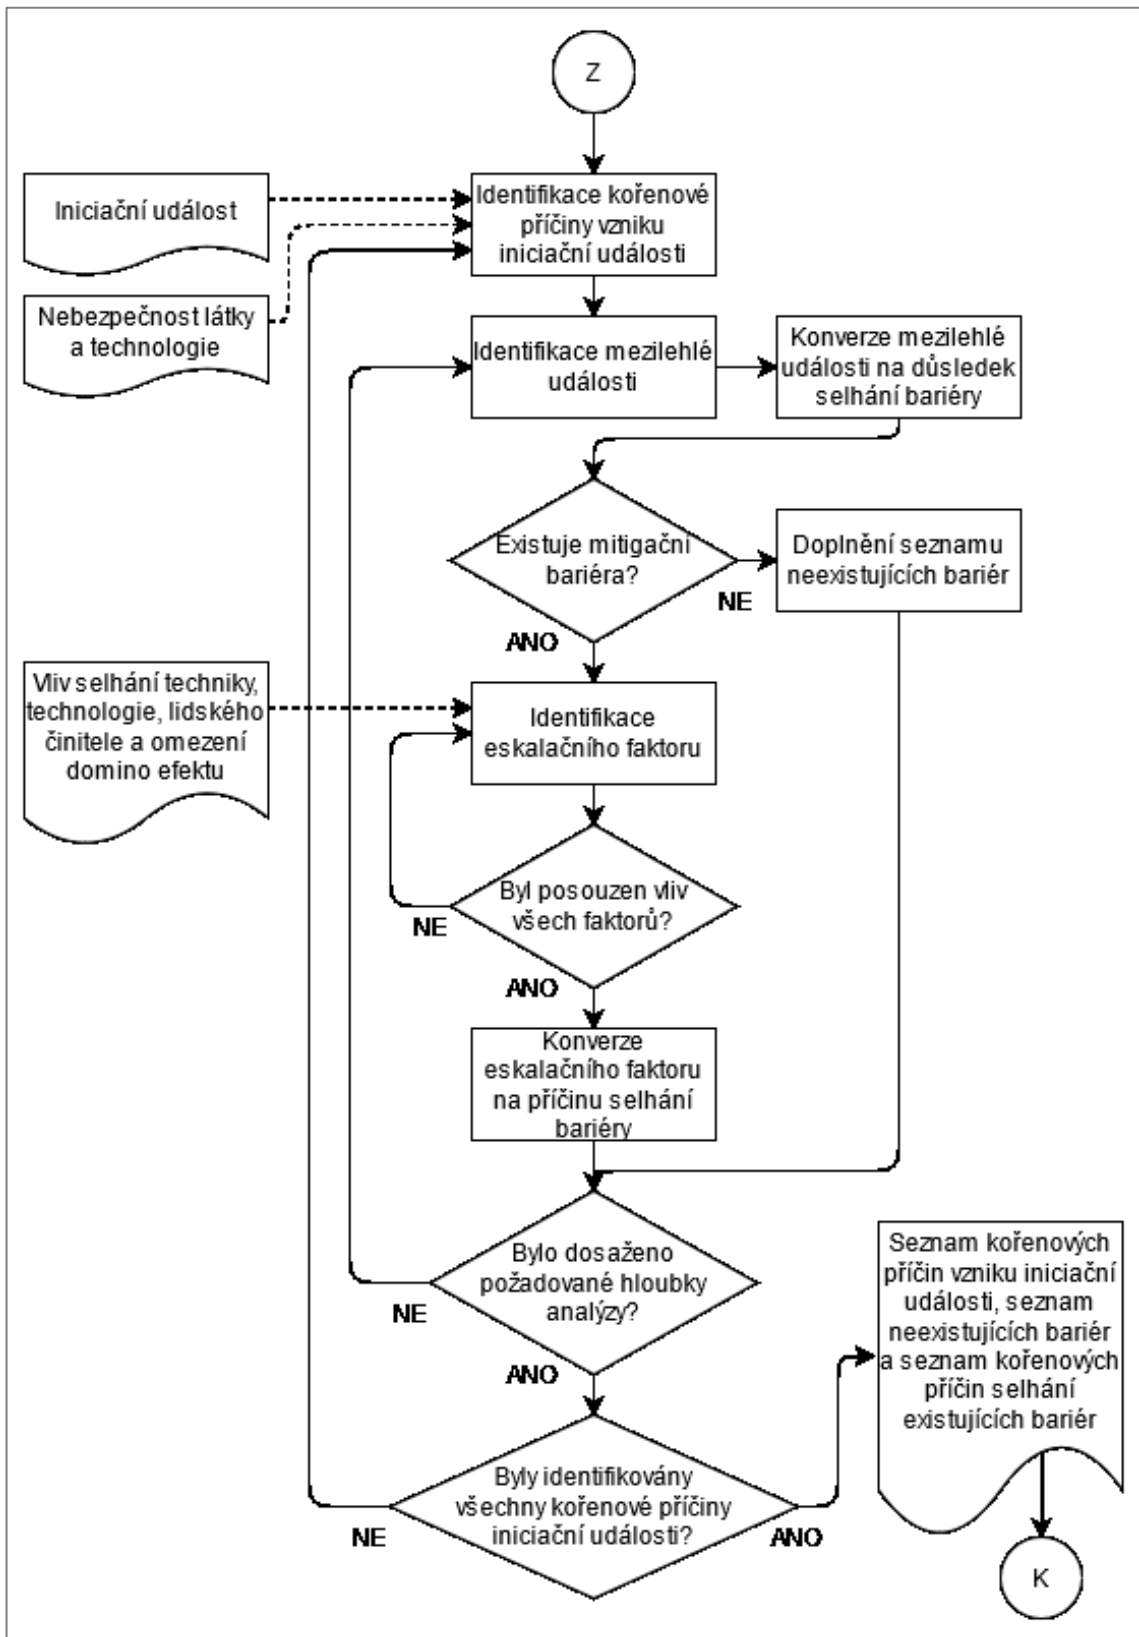 Z
Iniciační událost
Identifikace kořenové
příčiny vzniku
iniciační události
Nebezpečnost látky
a technologie
Identifikace mezilehlé
události
Konverze mezilehlé
události na důsledek
selhání bariéry
Existuje mitigační
bariéra?
NE
Doplnění seznamu
neexistujících bariér
ANO
Vliv selhání techniky,
technologie, lidského
činitele a omezení
domino efektu
Identifikace
eskalačního faktoru
Byl posouzen vliv
všech faktorů?
NE
ANO
Konverze
eskalačního faktoru
na příčinu selhání
bariéry
Bylo dosaženo
požadované hloubky
analýzy?
NE
ANO
Seznam kořenových
příčin vzniku iniciační
události, seznam
neexistujících bariér
a seznam kořenových
příčin selhání
existujících bariér
Byly identifikovány
všechny kořenové příčiny
iniciační události?
NE
ANO
K